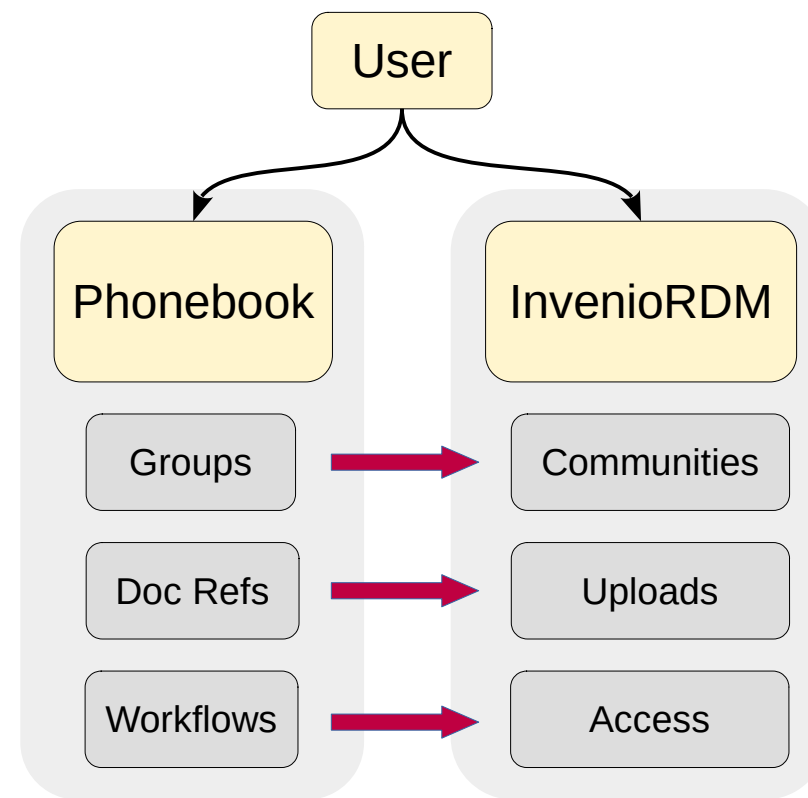 User
Phonebook
InvenioRDM
Groups
Communities
Doc Refs
Uploads
Workflows
Access